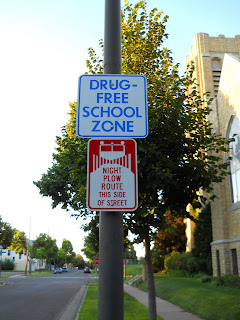 DRUG-
FREE
SCHOOL
ZONE
NIGHT
PLOW
ROUTE
THIS SIDE
OF STREET